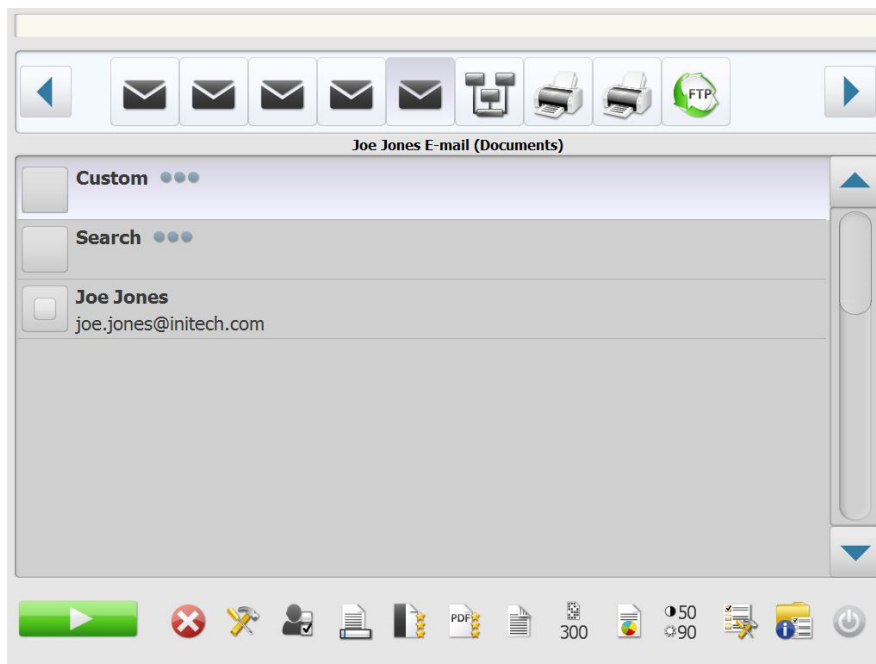 FTP
Joe Jones E-mail (Documents)
Custom
Search
Joe Jones
joe.jones@initech.com
PDF
300
50
90